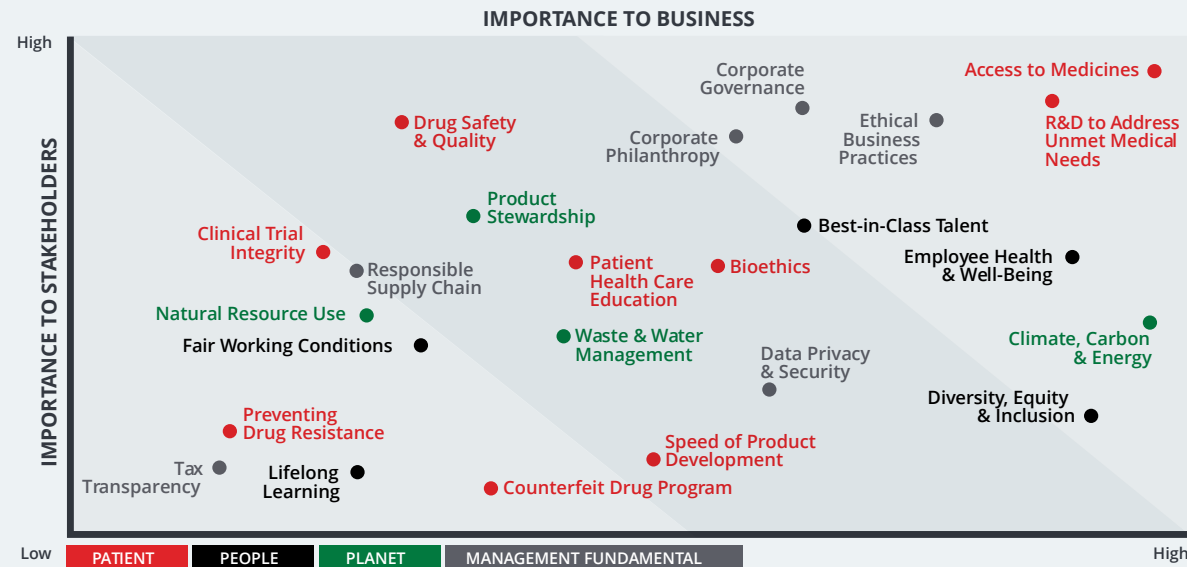 IMPORTANCE TO BUSINESS
High
IMPORTANCE TO STAKEHOLDERS
Corporate
Governance
Access to Medicines
Drug Safety
& Quality
Corporate
Philanthropy
Ethical
Business
Practices
R&D to Address
Unmet Medical
Needs
Product
Stewardship
Clinical Trial
Integrity
Best-in-Class Talent
Responsible
Supply Chain
Patient
Health Care
Education
Bioethics
Employee Health
& Well-Being
Natural Resource Use
Fair Working Conditions
Waste & Water
Management
Climate, Carbon
& Energy
Data Privacy
& Security
Diversity, Equity
& Inclusion
Preventing
Drug Resistance
Speed of Product
Development
Tax
Transparency
Lifelong
Learning
Counterfeit Drug Program
Low
High
PATIENT
PEOPLE
PLANET
MANAGEMENT FUNDAMENTAL